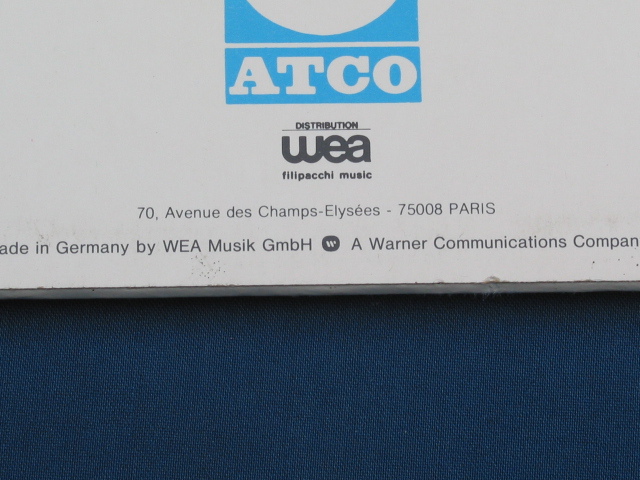 ATCO
DISTRIBUTION
wea
filipacchi music
70, Avenue des Champs-Elysées - 75008 PARIS
ade in Germany by WEA Musik GmbH w A Warner Communications Compan